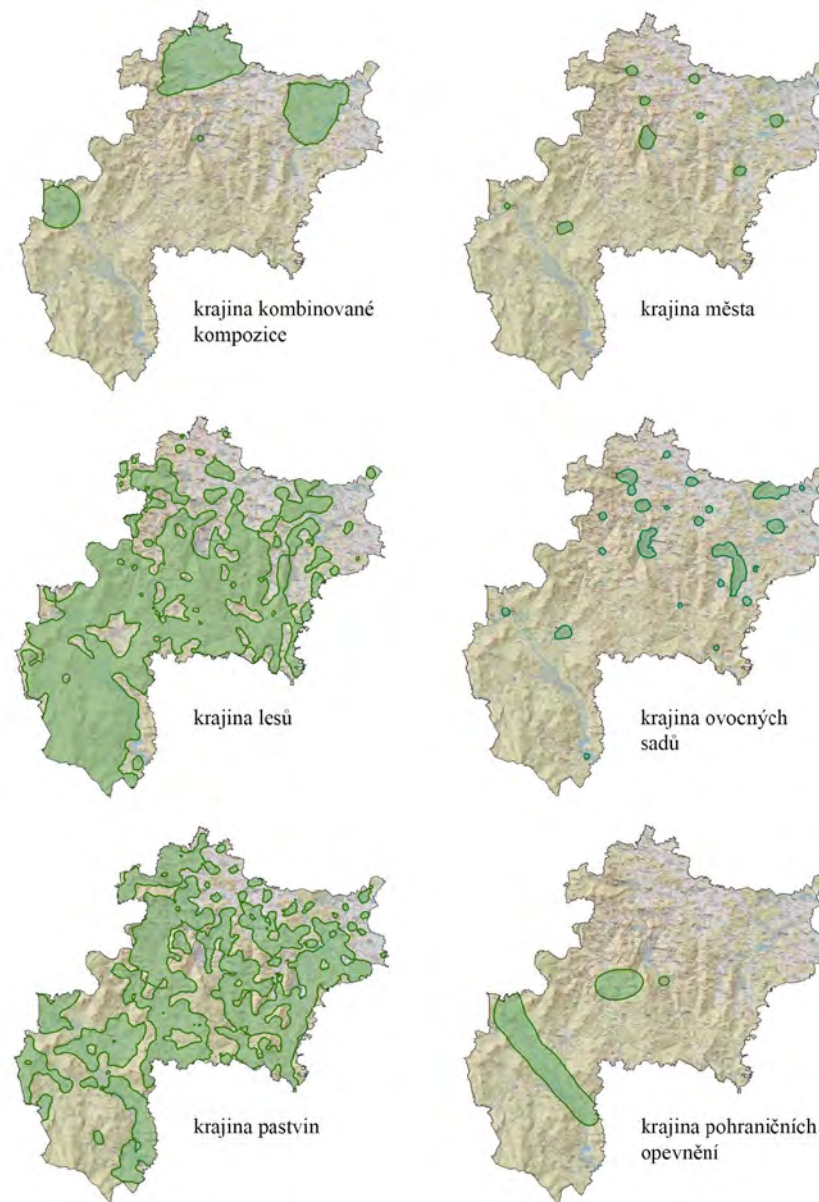 krajina kombinované
kompozice
krajina města
krajina lesů
krajina ovocných
sadů
krajina pastvin
krajina pohraničních
opevnění